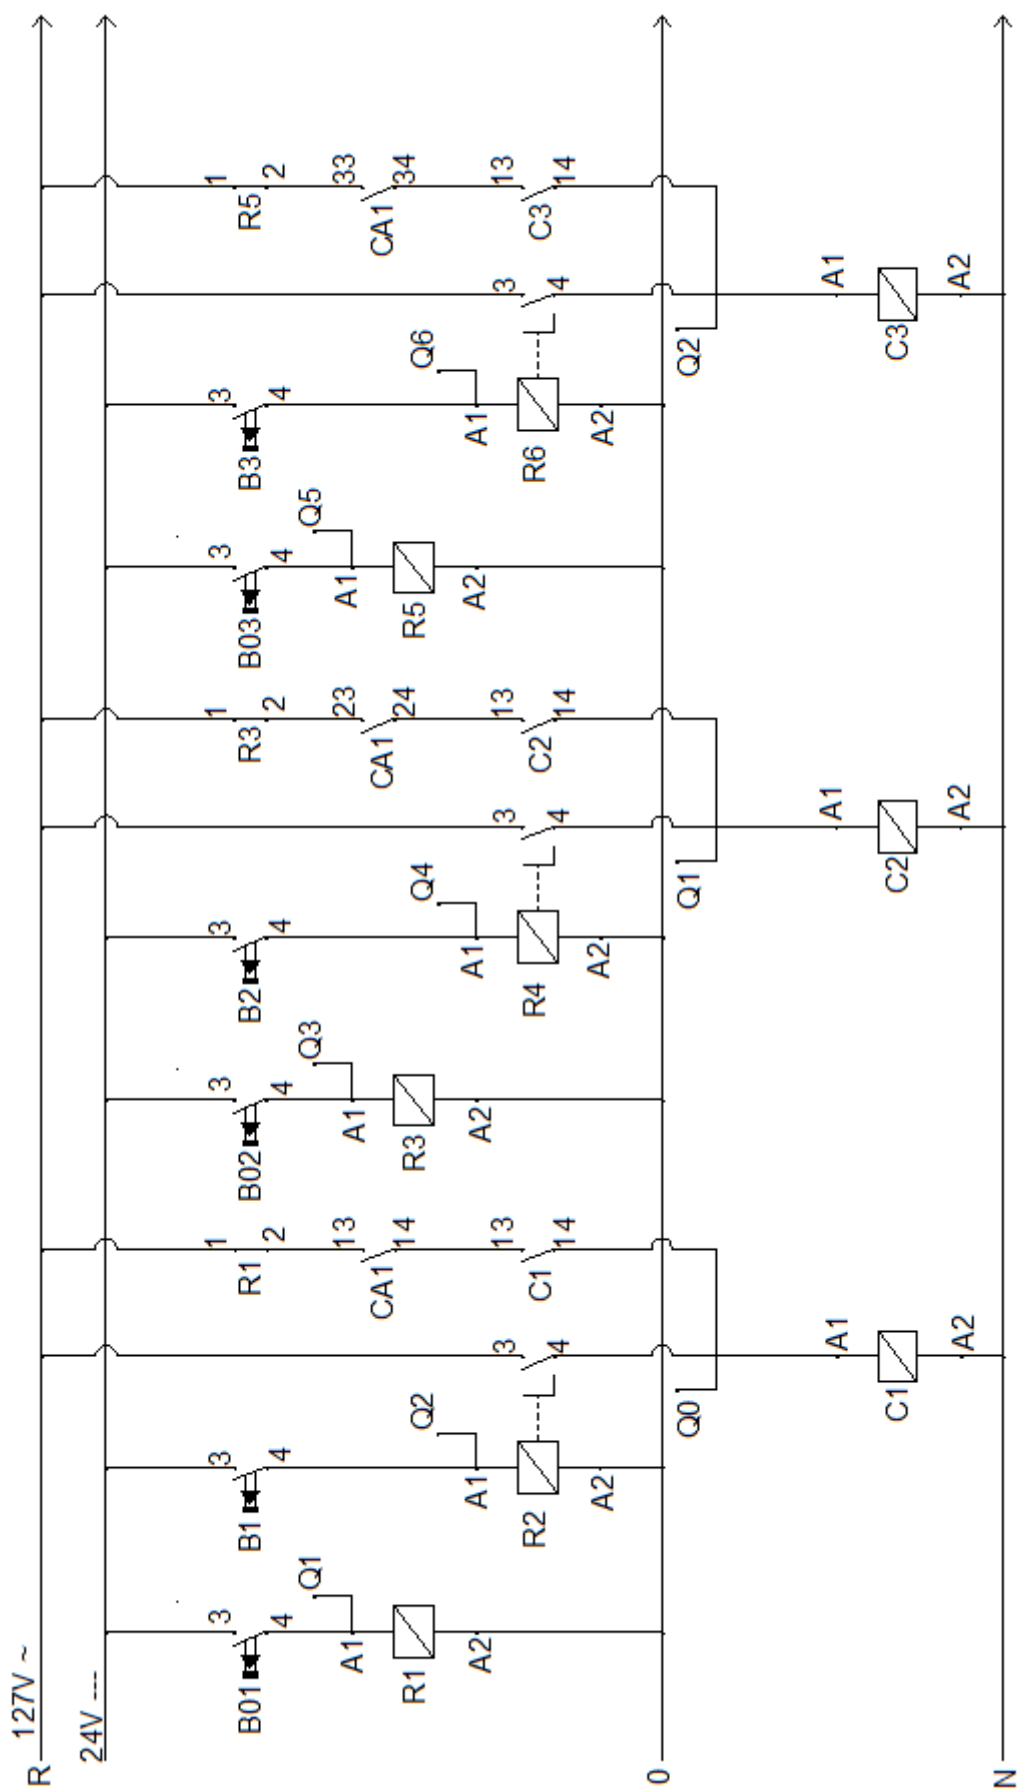 R 127V ~
24V ---
3 3 1 3 3 1 3 3 1
B01 B1 R1 B02 B2 R3 B03 B3 R5
4 4 2 4 4 2 4 4 2
Q1 Q3 Q5
A1 13 A1 23 A1 33
CA1 CA1 CA1
R1 Q2 14 R3 Q4 24 R5 Q6 34
A2 A1 A2 A1 A2 A1
3 13 3 13 3 13
R2 C1 R4 C2 R6 C3
4 14 4 14 4 14
A2 A2 A2
0
Q0 Q1 Q2
A1 A1 A1
C1 C2 C3
A2 A2 A2
N